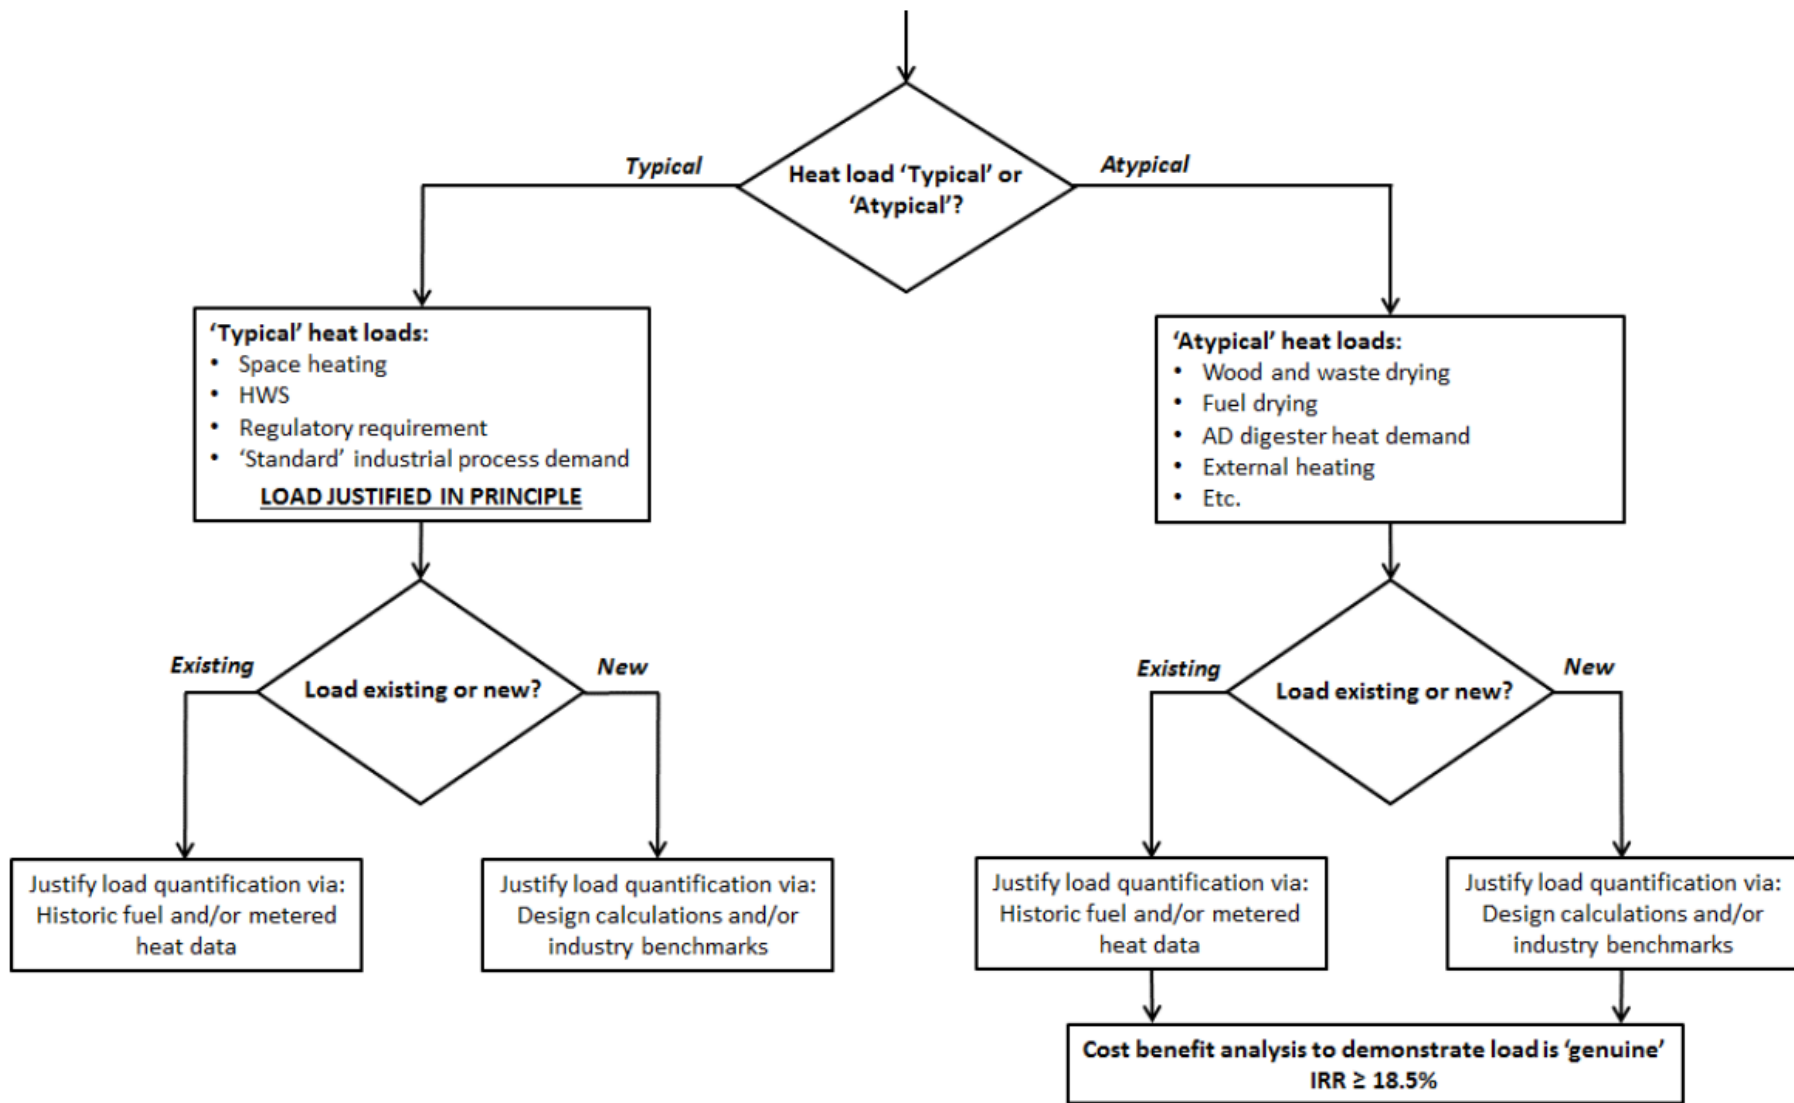 Heat load ‘Typical’ or
‘Atypical’?
Typical
Atypical
‘Typical’ heat loads:
• Space heating
• HWS
• Regulatory requirement
• ‘Standard’ industrial process demand
LOAD JUSTIFIED IN PRINCIPLE
‘Atypical’ heat loads:
• Wood and waste drying
• Fuel drying
• AD digester heat demand
• External heating
• Etc.
Existing
Load existing or new?
New
Existing
Load existing or new?
New
Justify load quantification via:
Historic fuel and/or metered
heat data
Justify load quantification via:
Design calculations and/or
industry benchmarks
Justify load quantification via:
Historic fuel and/or metered
heat data
Justify load quantification via:
Design calculations and/or
industry benchmarks
Cost benefit analysis to demonstrate load is ‘genuine’
IRR ≥ 18.5%